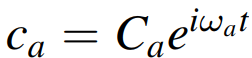 $c_a = C_a e^{i\omega_a t}$